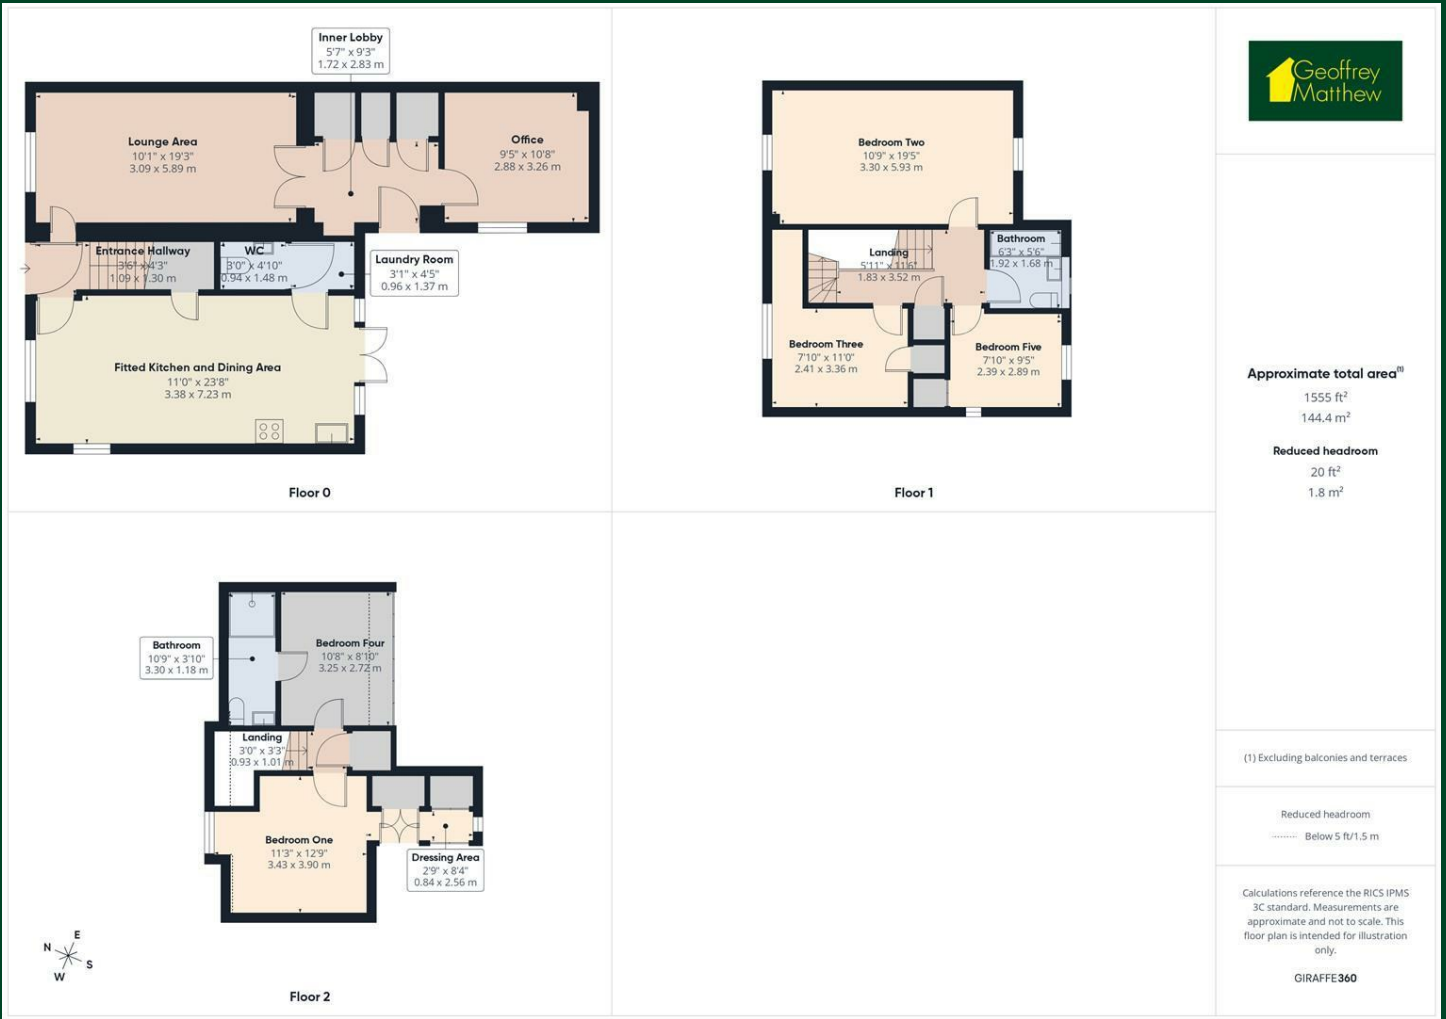 Inner Lobby
5'7" x 9'3"
1.72 x 2.83 m
Lounge Area
10'1" x 19'3"
3.09 x 5.89 m
Office
9'5" x 10'8"
2.88 x 3.26 m
Entrance Hallway
3'6" x 4'3"
1.09 x 1.30 m
WC
3'0" x 4'10"
0.94 x 1.48 m
Laundry Room
3'1" x 4'5"
0.96 x 1.37 m
Fitted Kitchen and Dining Area
11'0" x 23'8"
3.38 x 7.23 m
Floor 0
Bedroom Two
10'9" x 19'5"
3.30 x 5.93 m
Landing
5'11" x 11'6"
1.83 x 3.52 m
Bathroom
6'3" x 5'6"
1.92 x 1.68 m
Bedroom Three
7'10" x 11'0"
2.41 x 3.36 m
Bedroom Five
7'10" x 9'5"
2.39 x 2.89 m
Floor 1
Bathroom
10'9" x 3'10"
3.30 x 1.18 m
Bedroom Four
10'8" x 8'10"
3.25 x 2.72 m
Landing
3'0" x 3'3"
0.93 x 1.01 m
Bedroom One
11'3" x 12'9"
3.43 x 3.90 m
Dressing Area
2'9" x 8'4"
0.84 x 2.56 m
N
E
S
W
Floor 2
Geoffrey
Matthew
Approximate total area(1)
1555 ft²
144.4 m²
Reduced headroom
20 ft²
1.8 m²
(1) Excluding balconies and terraces
Reduced headroom
Below 5 ft/1.5 m
Calculations reference the RICS IPMS
3C standard. Measurements are
approximate and not to scale. This
floor plan is intended for illustration
only.
GIRAFFE360